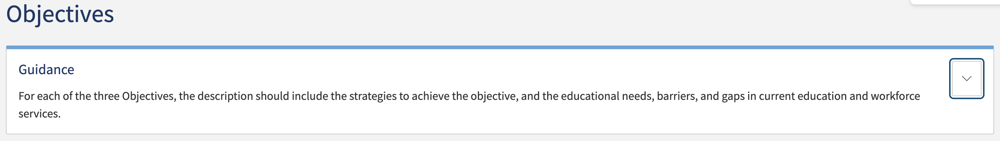 Objectives
Guidance
For each of the three Objectives, the description should include the strategies to achieve the objective, and the educational needs, barriers, and gaps in current education and workforce
services.